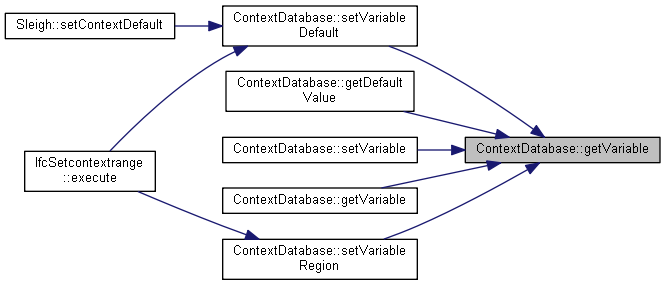 Sleigh::setContextDefault
ContextDatabase::setVariable
Default
ContextDatabase::getDefault
Value
IfcSetcontextrange
::execute
ContextDatabase::setVariable
ContextDatabase::getVariable
ContextDatabase::getVariable
ContextDatabase::setVariable
Region